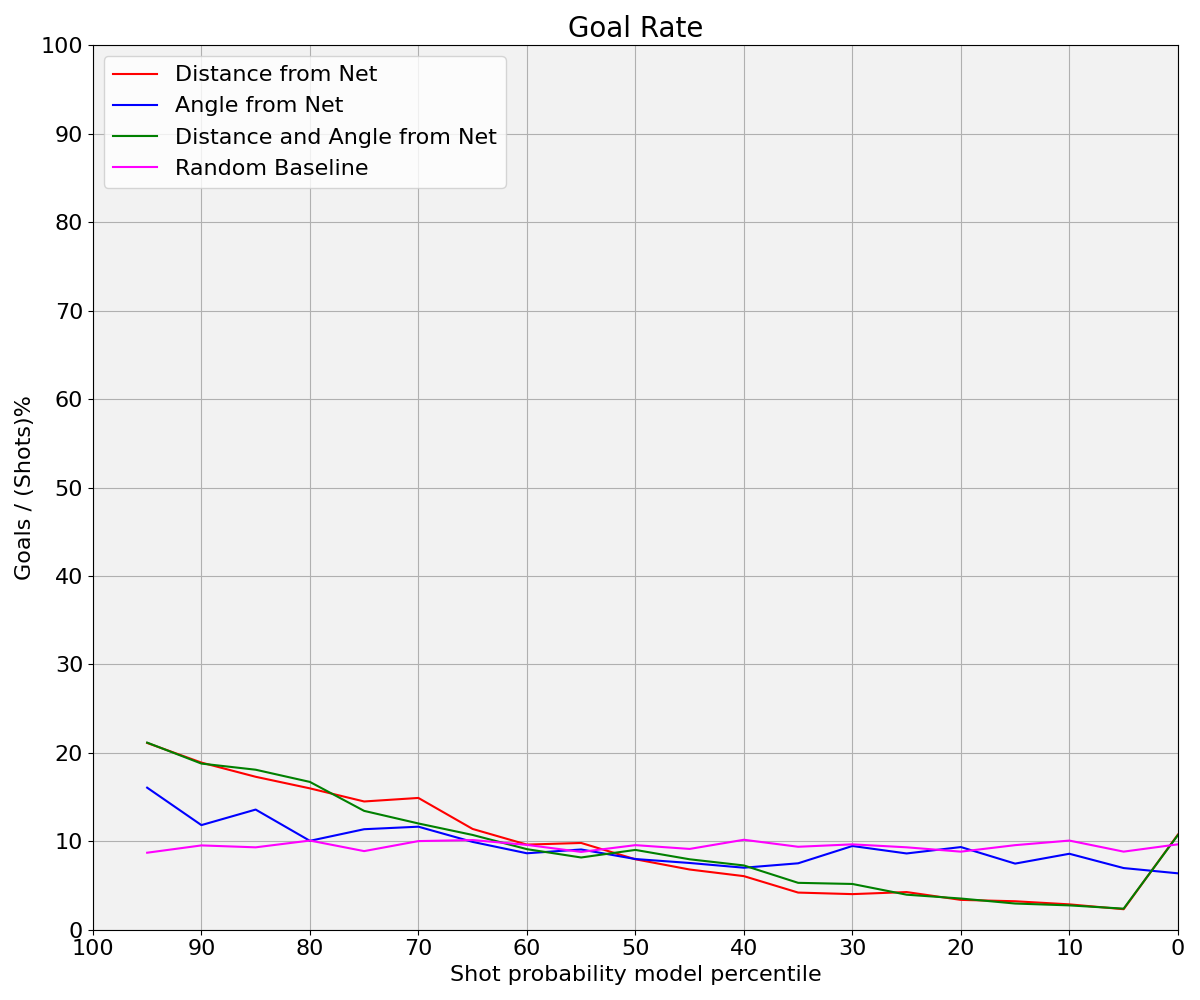 Goal Rate
100
90
80
70
60
50
40
30
20
10
0
Goals / (Shots)%
Distance from Net
Angle from Net
Distance and Angle from Net
Random Baseline
100 90 80 70 60 50 40 30 20 10 0
Shot probability model percentile